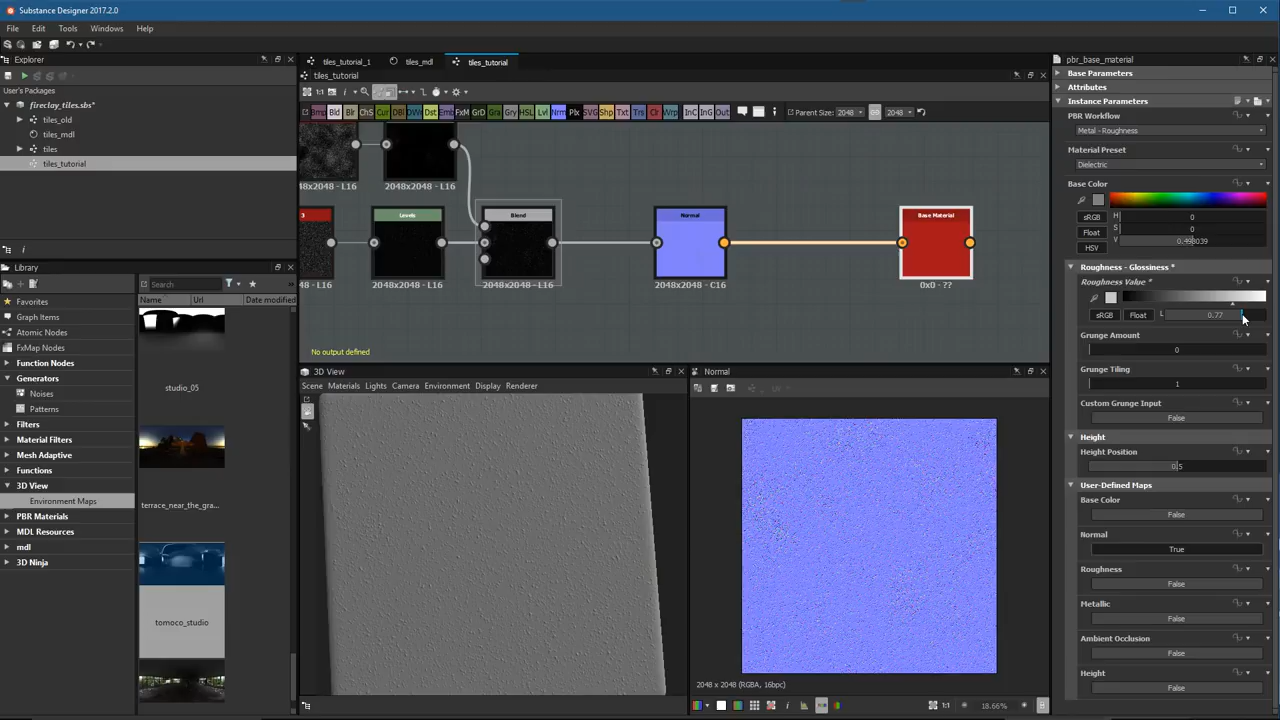 Substance Designer 2017.2.0
File Edit Tools Windows Help
Explorer
User's Packages
fireclay_tiles.sbs*
tiles_old
tiles_mdl
tiles
tiles_tutorial
Library
Search
Favorites
Graph Items
Atomic Nodes
FxMap Nodes
Function Nodes
Generators
Noises
Patterns
Filters
Material Filters
Mesh Adaptive
Functions
3D View
Environment Maps
PBR Materials
MDL Resources
mdl
3D Ninja
Name Url Date modified
studio_05
terrace_near_the_gra...
tomoco_studio
tiles_tutorial_1 tiles_mdl tiles_tutorial
tiles_tutorial
Parent Size: 2048 2048
48x2048 - L16 2048x2048 - L16
3 Levels Blend Normal Base Material
48 - L16 2048x2048 - L16 2048x2048 - L16 2048x2048 - C16 0x0 - ??
No output defined
3D View
Scene Materials Lights Camera Environment Display Renderer
Normal
2048 x 2048 (RGBA, 16bpc)
1:1 18.66%
pbr_base_material
Base Parameters
Attributes
Instance Parameters
PBR Workflow
Metal - Roughness
Material Preset
Dielectric
Base Color
sRGB H 0
Float S 0
HSV V 0.498039
Roughness - Glossiness *
Roughness Value *
sRGB Float L 0.77
Grunge Amount
0
Grunge Tiling
1
Custom Grunge Input
False
Height
Height Position
0.5
User-Defined Maps
Base Color
False
Normal
True
Roughness
False
Metallic
False
Ambient Occlusion
False
Height
False